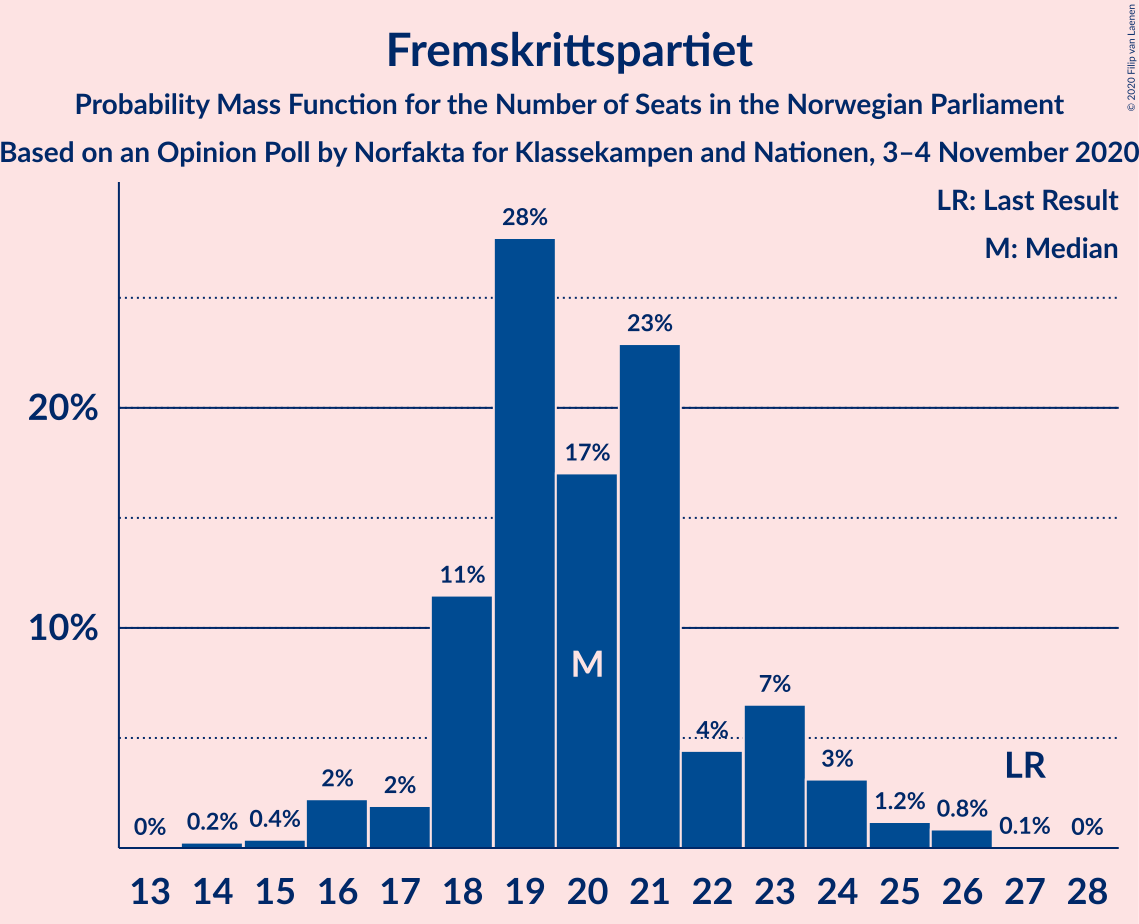 Fremskrittspartiet
Probability Mass Function for the Number of Seats in the Norwegian Parliament
Based on an Opinion Poll by Norfakta for Klassekampen and Nationen, 3–4 November 2020
© 2020 Filip van Laenen
LR: Last Result
M: Median
28%
23%
20%
17%
11%
10%
M
7%
4%
3%
LR
2%
2%
1.2%
0.8%
0.4%
0.2%
0%
0.1%
0%
13 14 15 16 17 18 19 20 21 22 23 24 25 26 27 28